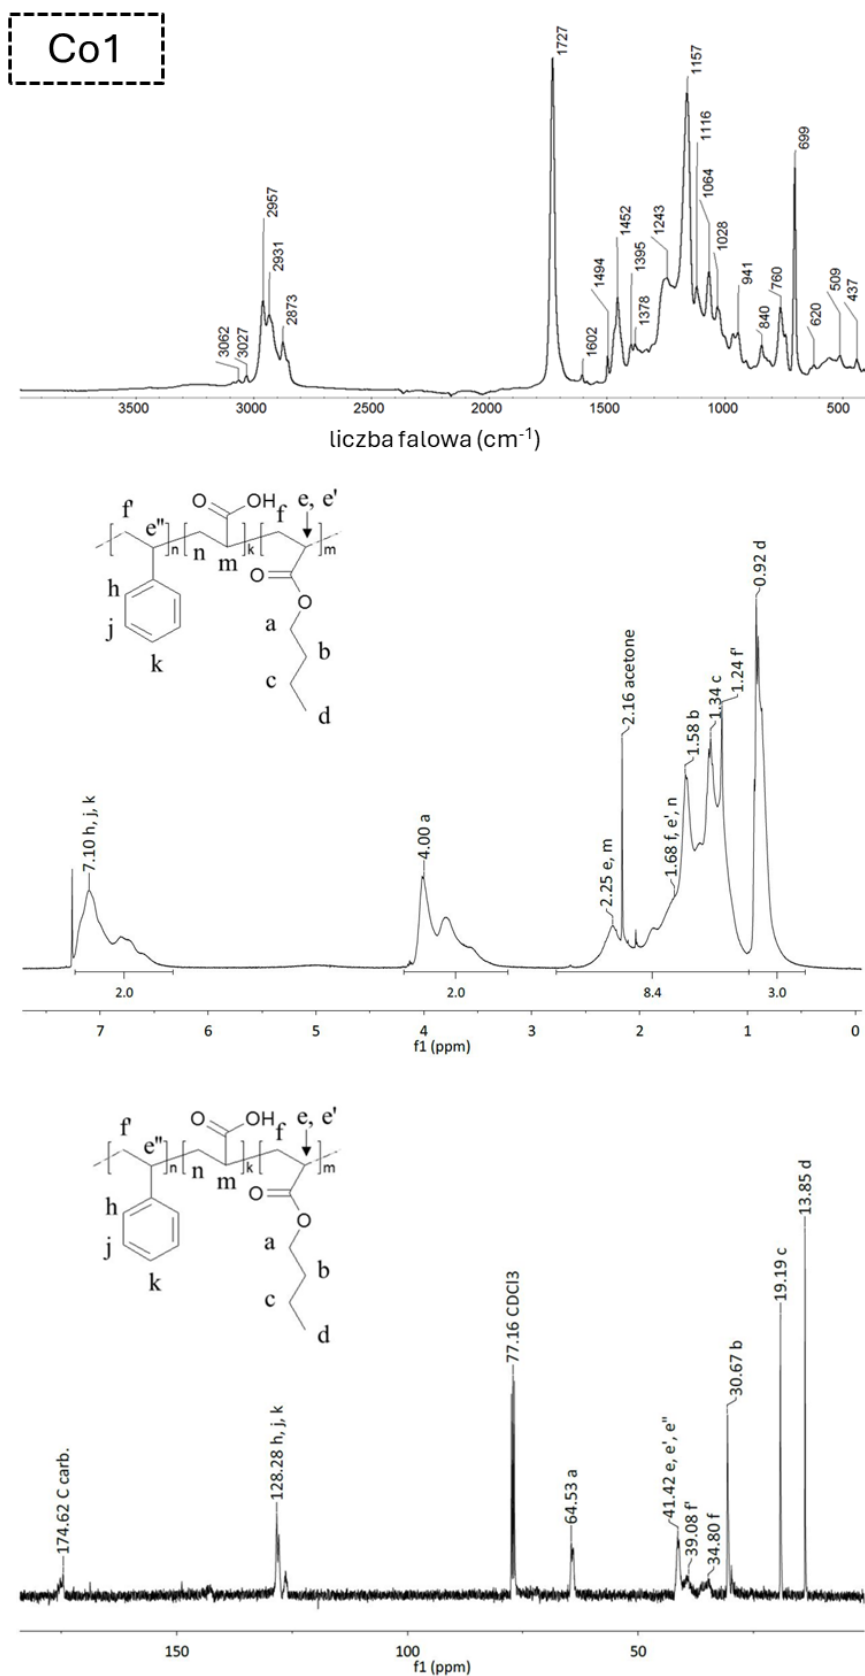 Co1
1727
1157
1116
1064
1028
699
2957
2931
2873
3062
3027
1602
1494
1452
1395
1378
1243
941
840
760
620
509
437
3500 3000 2500 2000 1500 1000 500
liczba falowa (cm-1)
O OH e, e'
f' e" f
n n m k m
h O O
j a
k b
c
d
7.10 h, j, k
4.00 a
2.25 e, m
2.16 acetone
1.68 f, e', n
1.58 b
1.34 c
1.24 f'
0.92 d
2.0 2.0 8.4 3.0
7 6 5 4 3 2 1 0
f1 (ppm)
O OH e, e'
f' e" f
n n m k m
h O O
j a
k b
c
d
174.62 C carb.
128.28 h, j, k
77.16 CDCl3
64.53 a
41.42 e, e', e"
39.08 f'
34.80 f
30.67 b
19.19 c
13.85 d
150 100 50
f1 (ppm)